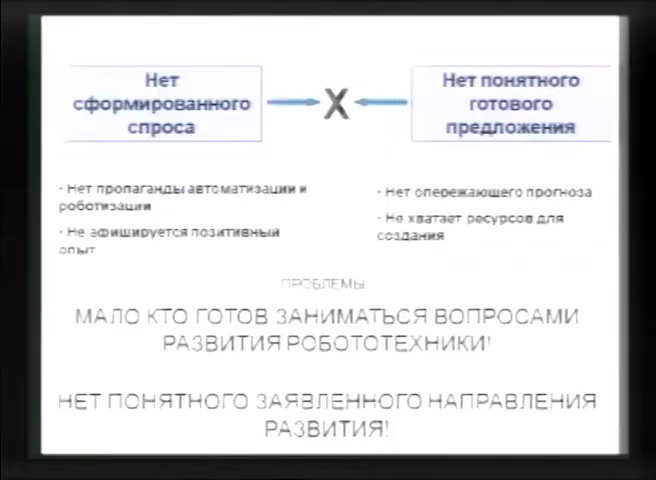 Нет
сформированного
спроса
X
Нет понятного
готового
предложения
- Нет пропаганды автоматизации и
роботизации
- Не афишируется позитивный
опыт
- Нет опережающего прогноза
- Не хватает ресурсов для
создания
ПРОБЛЕМЫ
МАЛО КТО ГОТОВ ЗАНИМАТЬСЯ ВОПРОСАМИ
РАЗВИТИЯ РОБОТОТЕХНИКИ!
НЕТ ПОНЯТНОГО ЗАЯВЛЕННОГО НАПРАВЛЕНИЯ
РАЗВИТИЯ!